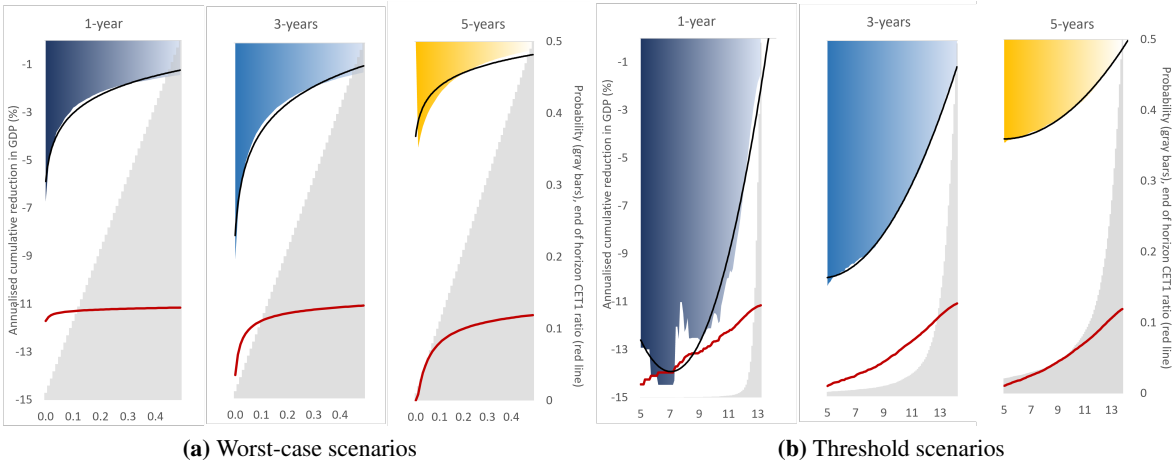 1-year
3-years
5-years
Annualised cumulative reduction in GDP (%)
-1
-3
-5
-7
-9
-11
-13
-15
0.0 0.1 0.2 0.3 0.4
0.0 0.1 0.2 0.3 0.4
0.0 0.1 0.2 0.3 0.4
0.5
0.4
0.3
0.2
0.1
0
Probability (gray bars), end of horizon CET1 ratio (red line)
(a) Worst-case scenarios
1-year
3-years
5-years
Annualised cumulative reduction in GDP (%)
-1
-3
-5
-7
-9
-11
-13
-15
5 7 9 11 13
5 7 9 11 13
5 7 9 11 13
0.5
0.4
0.3
0.2
0.1
0
Probability (gray bars), end of horizon CET1 ratio (red line)
(b) Threshold scenarios